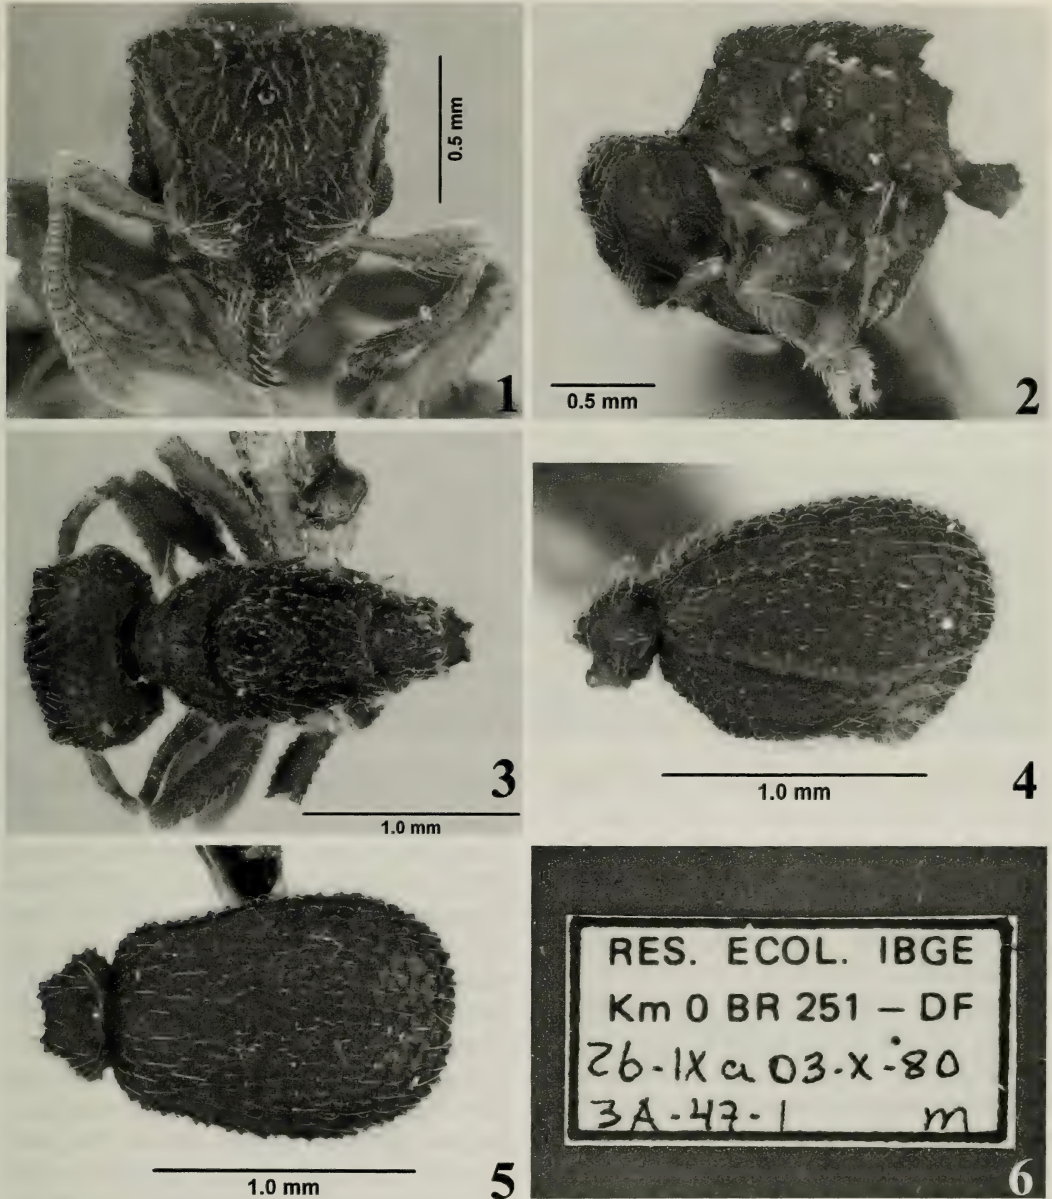 0.5 mm
1
0.5 mm
2
3
1.0 mm
4
1.0 mm
5
1.0 mm
RES. ECOL. IBGE
Km 0 BR 251 – DF
26-IX a 03-X-80
3A-47-1 m
6